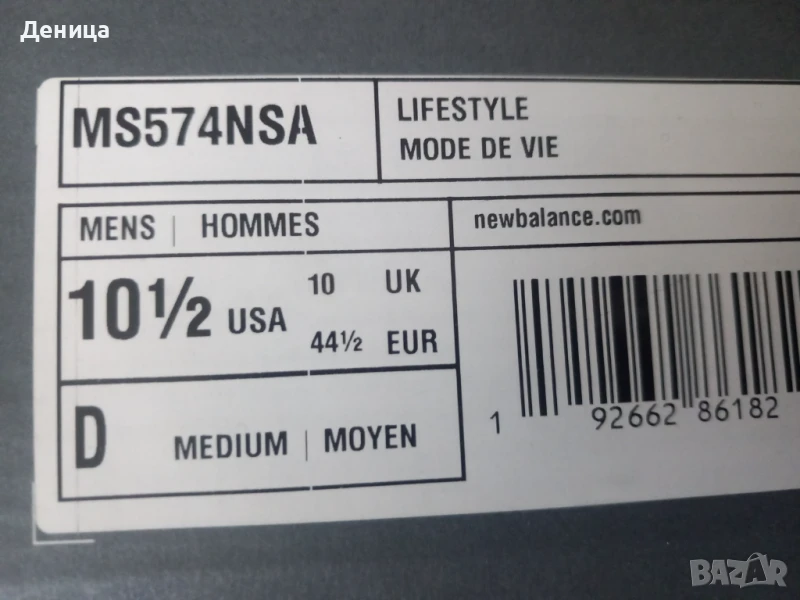 Деница
MS574NSA
LIFESTYLE
MODE DE VIE
MENS | HOMMES
newbalance.com
10½ USA
10 UK
44½ EUR
D MEDIUM | MOYEN
1 92662 86182
BAZAR